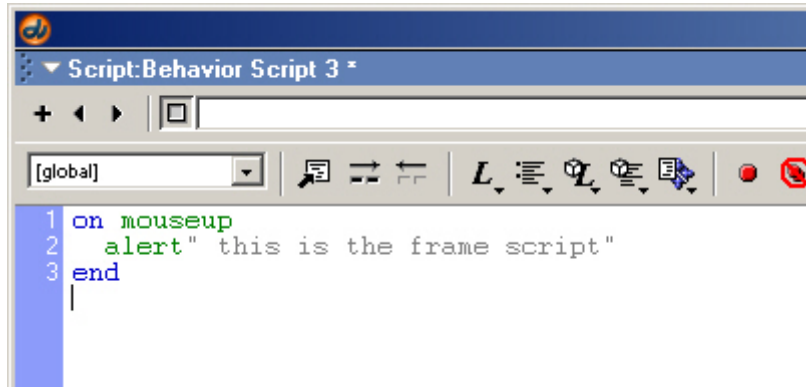 Script:Behavior Script 3 *
[global]
L L
1 on mouseup
2 alert" this is the frame script"
3 end